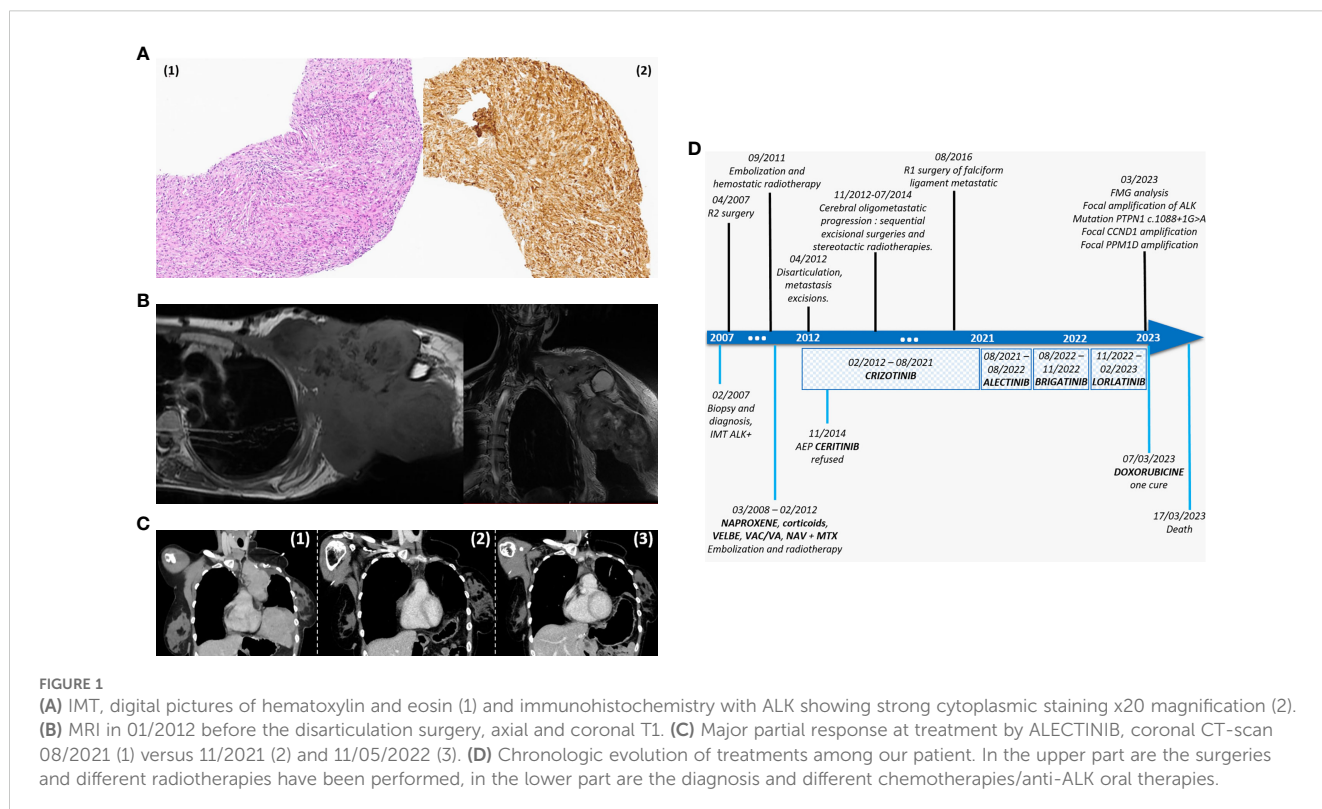 A
(1)
(2)
B
C
(1)
(2)
(3)
D
09/2011
Embolization and
hemostatic radiotherapy
04/2007
R2 surgery
04/2012
Disarticulation,
metastasis
excisions.
11/2012-07/2014
Cerebral oligometastatic
progression : sequential
excisional surgeries and
stereotactic radiotherapies.
08/2016
R1 surgery of falciform
ligament metastatic
03/2023
FMG analysis
Focal amplification of ALK
Mutation PTPN1 c.1088+1G>A
Focal CCND1 amplification
Focal PPM1D amplification
2007 ••• 2012 ••• 2021 2022 2023
02/2012 – 08/2021
CRIZOTINIB
08/2021 –
08/2022
ALECTINIB
08/2022 –
11/2022
BRIGATINIB
11/2022 –
02/2023
LORLATINIB
02/2007
Biopsy and
diagnosis,
IMT ALK+
11/2014
AEP CERITINIB
refused
03/2008 – 02/2012
NAPROXENE, corticoids,
VELBE, VAC/VA, NAV + MTX
Embolization and radiotherapy
07/03/2023
DOXORUBICINE
one cure
17/03/2023
Death
FIGURE 1
(A) IMT, digital pictures of hematoxylin and eosin (1) and immunohistochemistry with ALK showing strong cytoplasmic staining x20 magnification (2).
(B) MRI in 01/2012 before the disarticulation surgery, axial and coronal T1. (C) Major partial response at treatment by ALECTINIB, coronal CT-scan
08/2021 (1) versus 11/2021 (2) and 11/05/2022 (3). (D) Chronologic evolution of treatments among our patient. In the upper part are the surgeries
and different radiotherapies have been performed, in the lower part are the diagnosis and different chemotherapies/anti-ALK oral therapies.